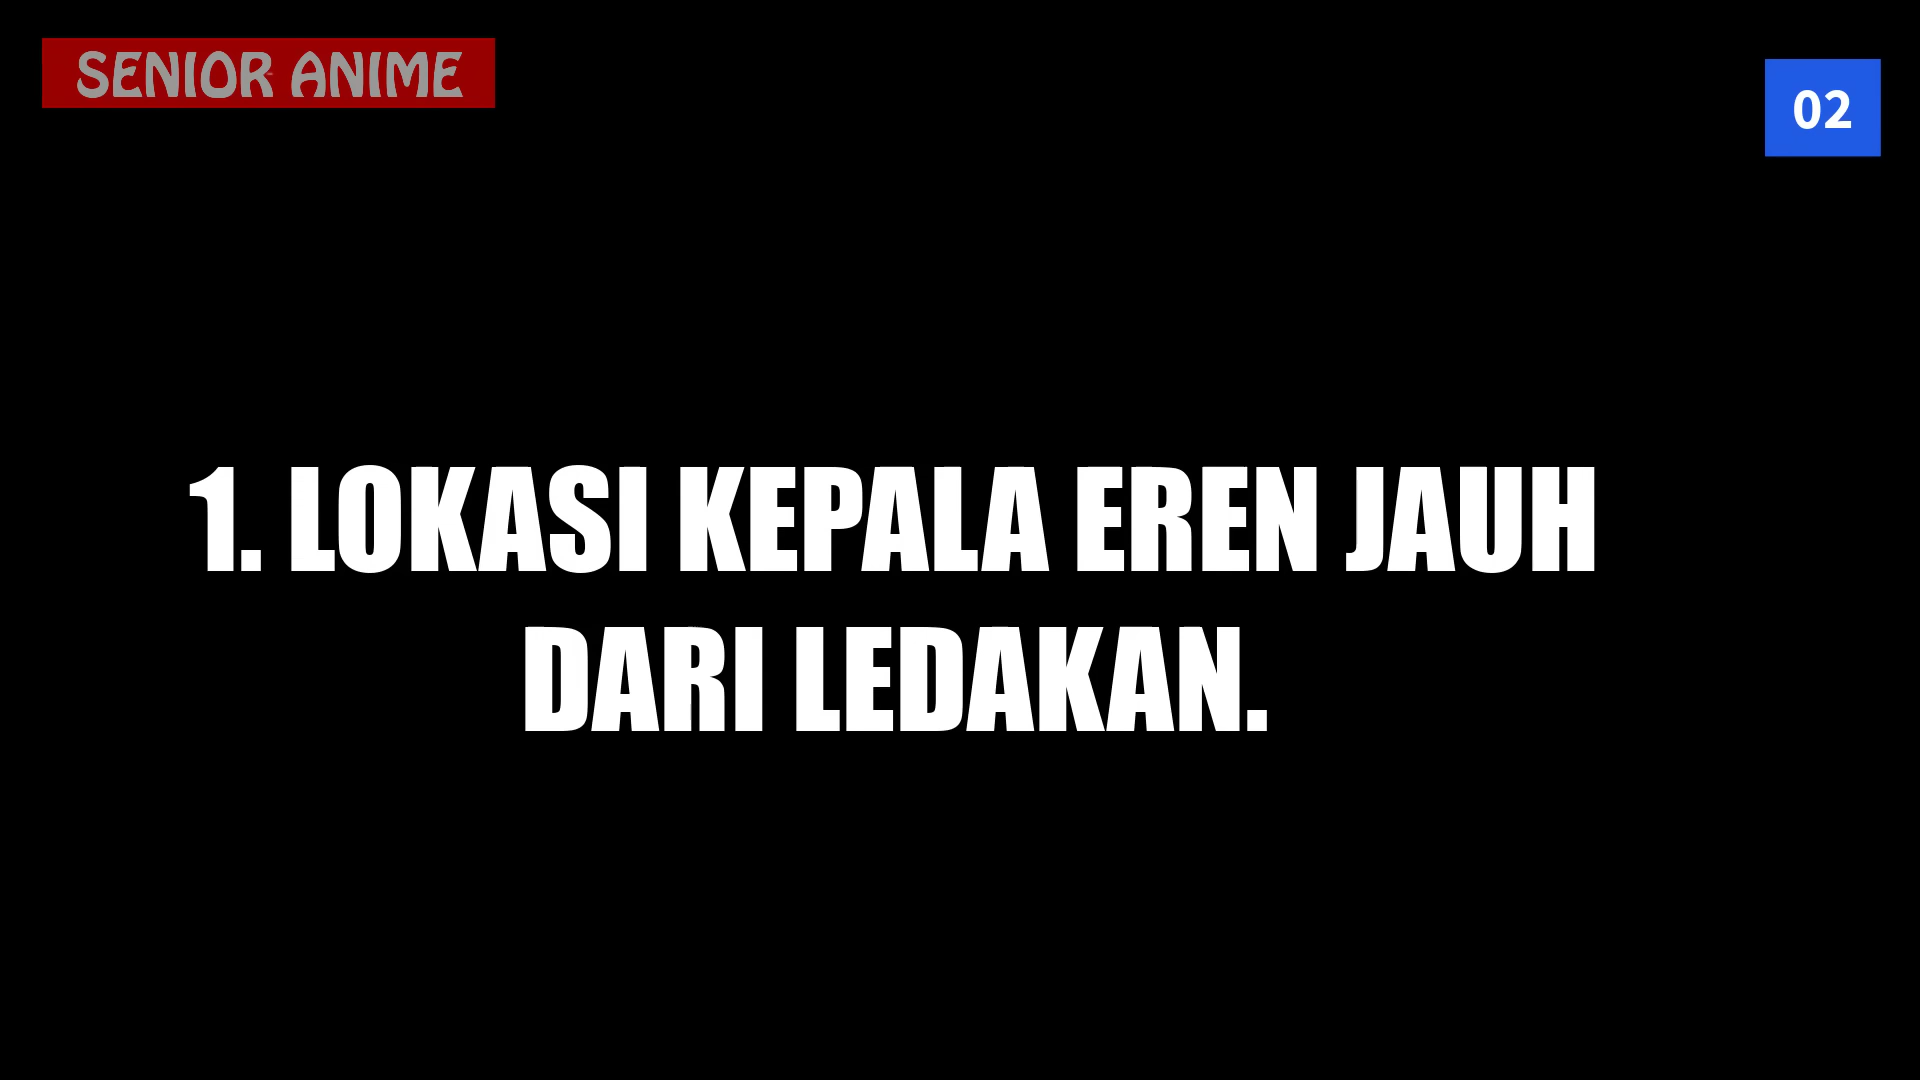 SENIOR ANIME
02
1. LOKASI KEPALA EREN JAUH
DARI LEDAKAN.